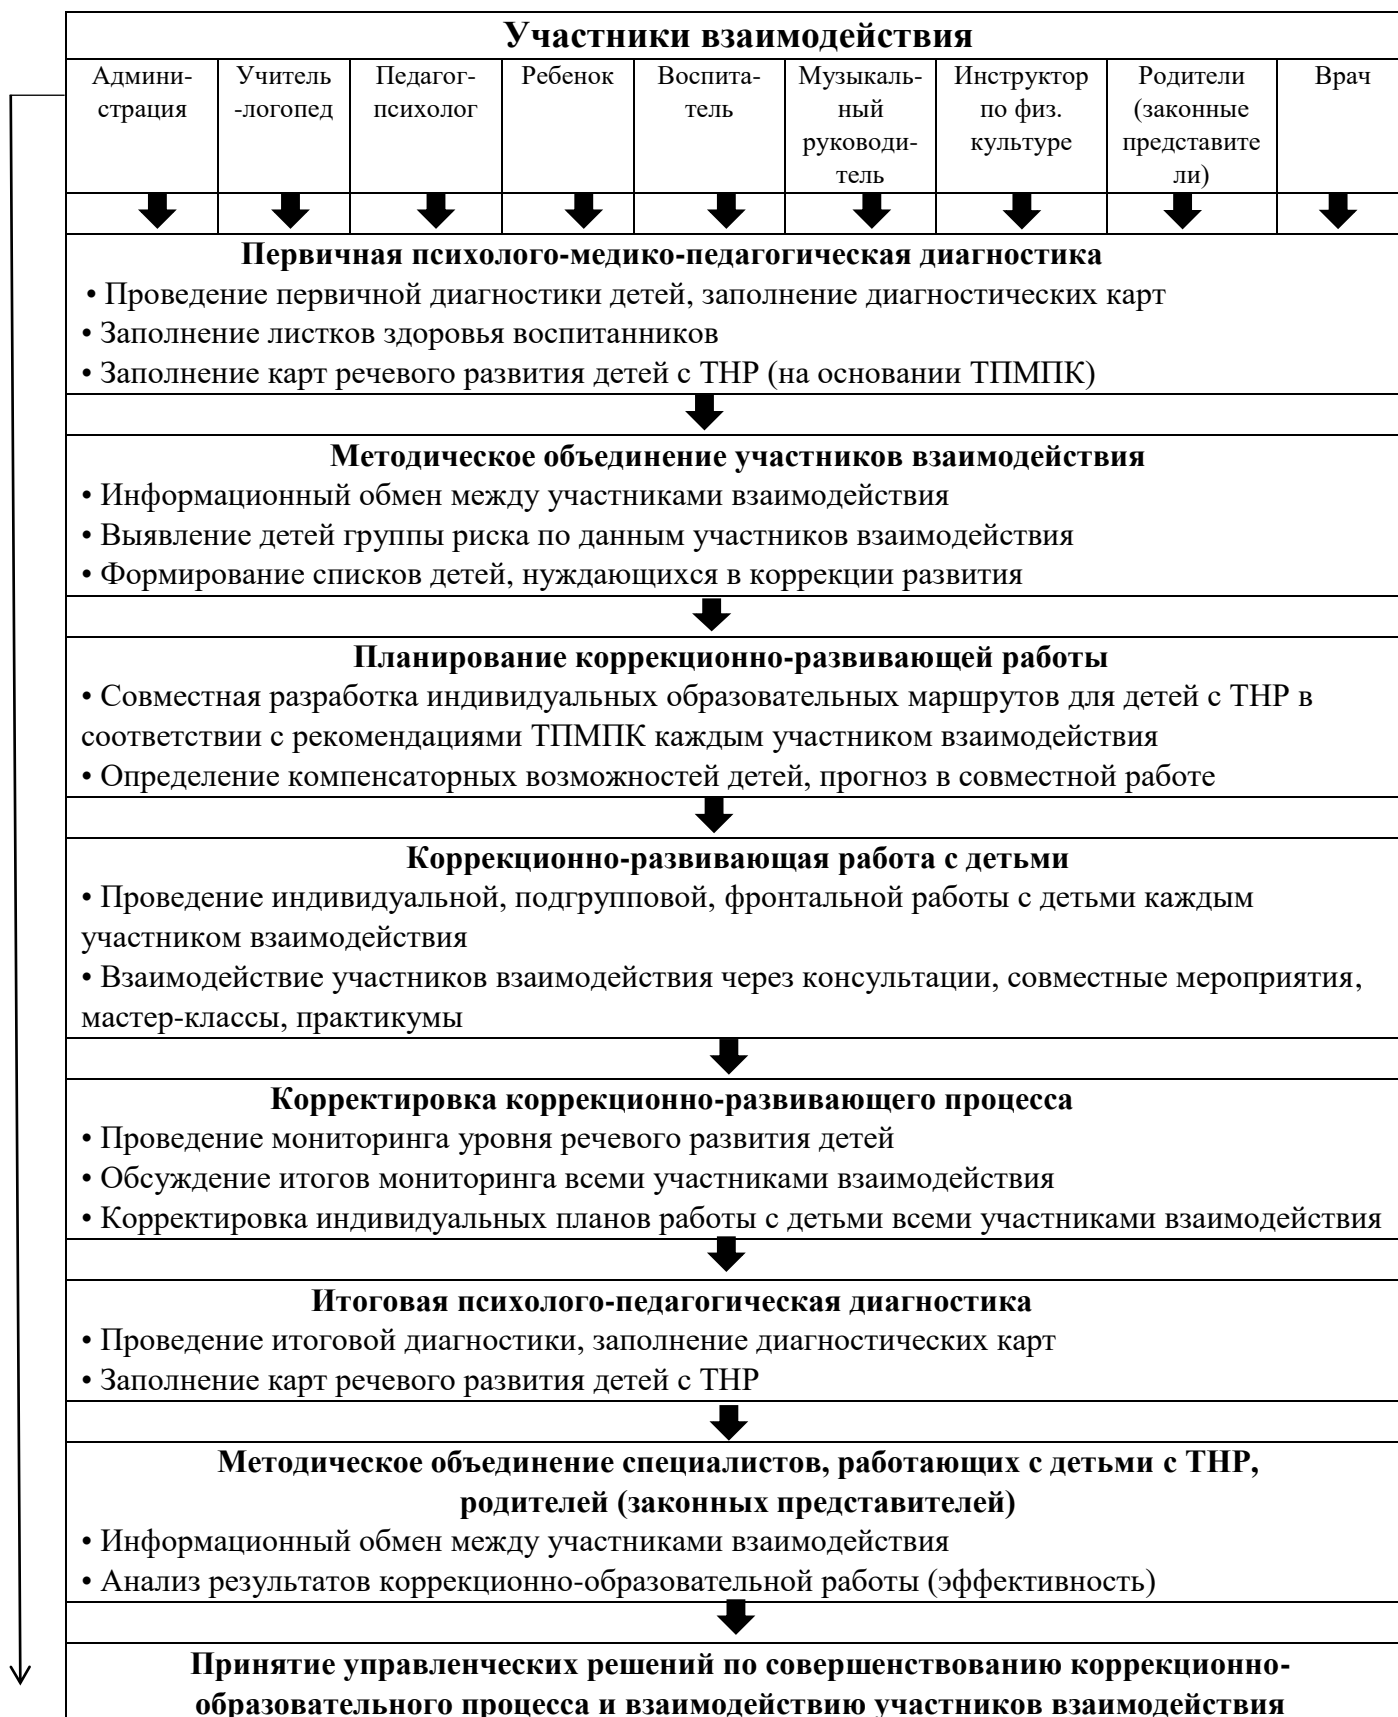 Участники взаимодействия
Админи-
страция
Учитель
-логопед
Педагог-
психолог
Ребенок
Воспита-
тель
Музыкаль-
ный
руководи-
тель
Инструктор
по физ.
культуре
Родители
(законные
представите
ли)
Врач
Первичная психолого-медико-педагогическая диагностика
• Проведение первичной диагностики детей, заполнение диагностических карт
• Заполнение листков здоровья воспитанников
• Заполнение карт речевого развития детей с ТНР (на основании ТПМПК)
Методическое объединение участников взаимодействия
• Информационный обмен между участниками взаимодействия
• Выявление детей группы риска по данным участников взаимодействия
• Формирование списков детей, нуждающихся в коррекции развития
Планирование коррекционно-развивающей работы
• Совместная разработка индивидуальных образовательных маршрутов для детей с ТНР в
соответствии с рекомендациями ТПМПК каждым участником взаимодействия
• Определение компенсаторных возможностей детей, прогноз в совместной работе
Коррекционно-развивающая работа с детьми
• Проведение индивидуальной, подгрупповой, фронтальной работы с детьми каждым
участником взаимодействия
• Взаимодействие участников взаимодействия через консультации, совместные мероприятия,
мастер-классы, практикумы
Корректировка коррекционно-развивающего процесса
• Проведение мониторинга уровня речевого развития детей
• Обсуждение итогов мониторинга всеми участниками взаимодействия
• Корректировка индивидуальных планов работы с детьми всеми участниками взаимодействия
Итоговая психолого-педагогическая диагностика
• Проведение итоговой диагностики, заполнение диагностических карт
• Заполнение карт речевого развития детей с ТНР
Методическое объединение специалистов, работающих с детьми с ТНР,
родителей (законных представителей)
• Информационный обмен между участниками взаимодействия
• Анализ результатов коррекционно-образовательной работы (эффективность)
Принятие управленческих решений по совершенствованию коррекционно-
образовательного процесса и взаимодействию участников взаимодействия